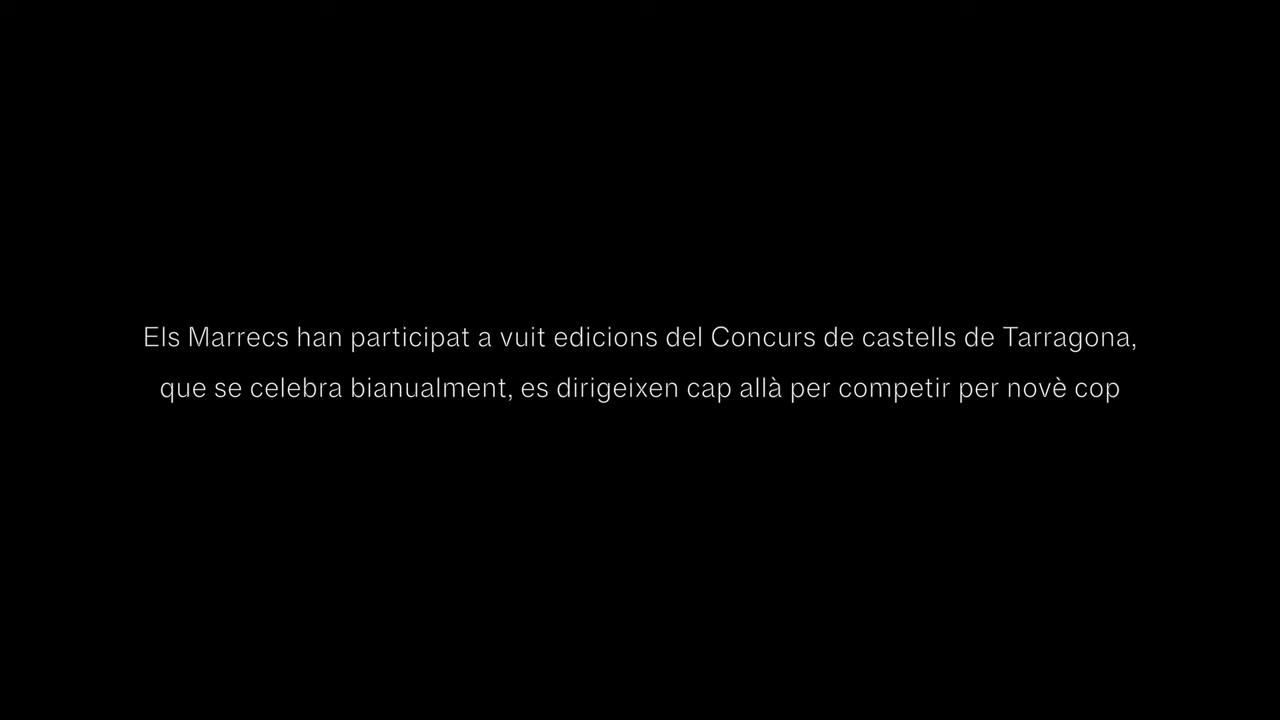 Els Marrecs han participat a vuit edicions del Concurs de castells de Tarragona,
que se celebra bianualment, es dirigeixen cap allà per competir per novè cop